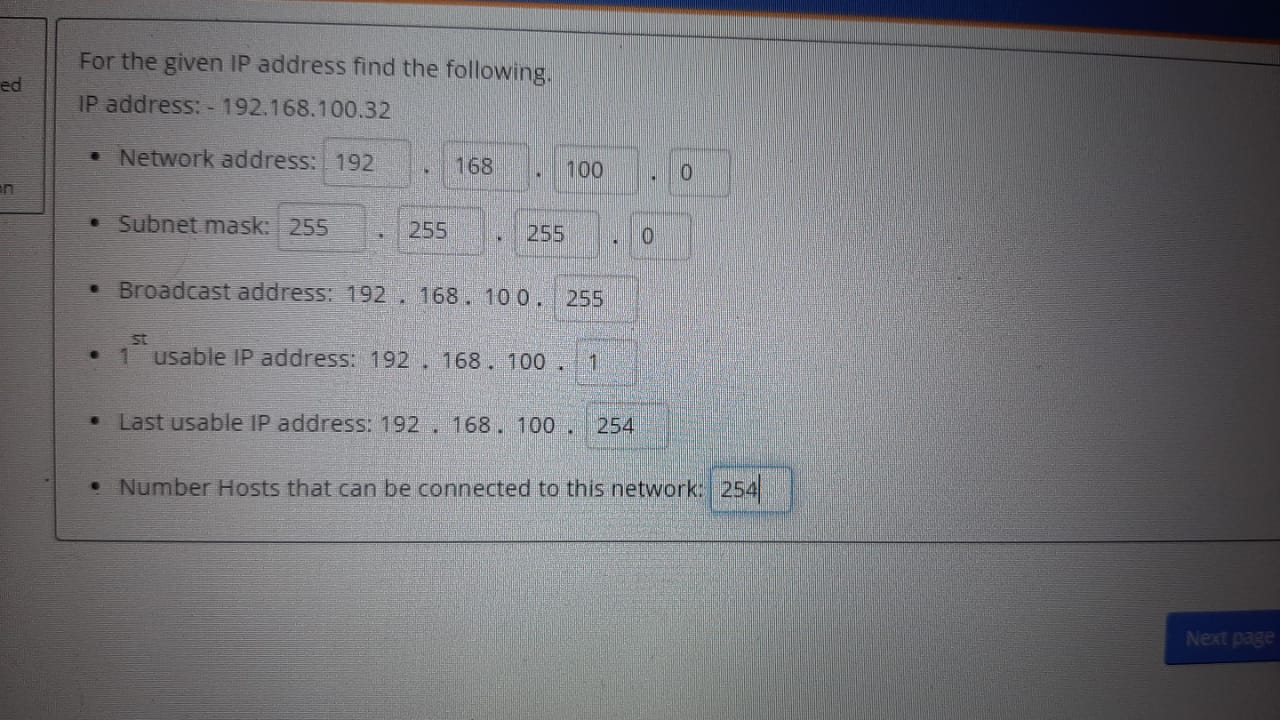 For the given IP address find the following.
ed
IP address: - 192.168.100.32
• Network address: 192 . 168 . 100 . 0
on
• Subnet mask: 255 . 255 . 255 . 0
• Broadcast address: 192 . 168. 10 0. 255
• 1st usable IP address: 192 . 168. 100 . 1
• Last usable IP address: 192 . 168. 100 . 254
• Number Hosts that can be connected to this network: 254
Next page